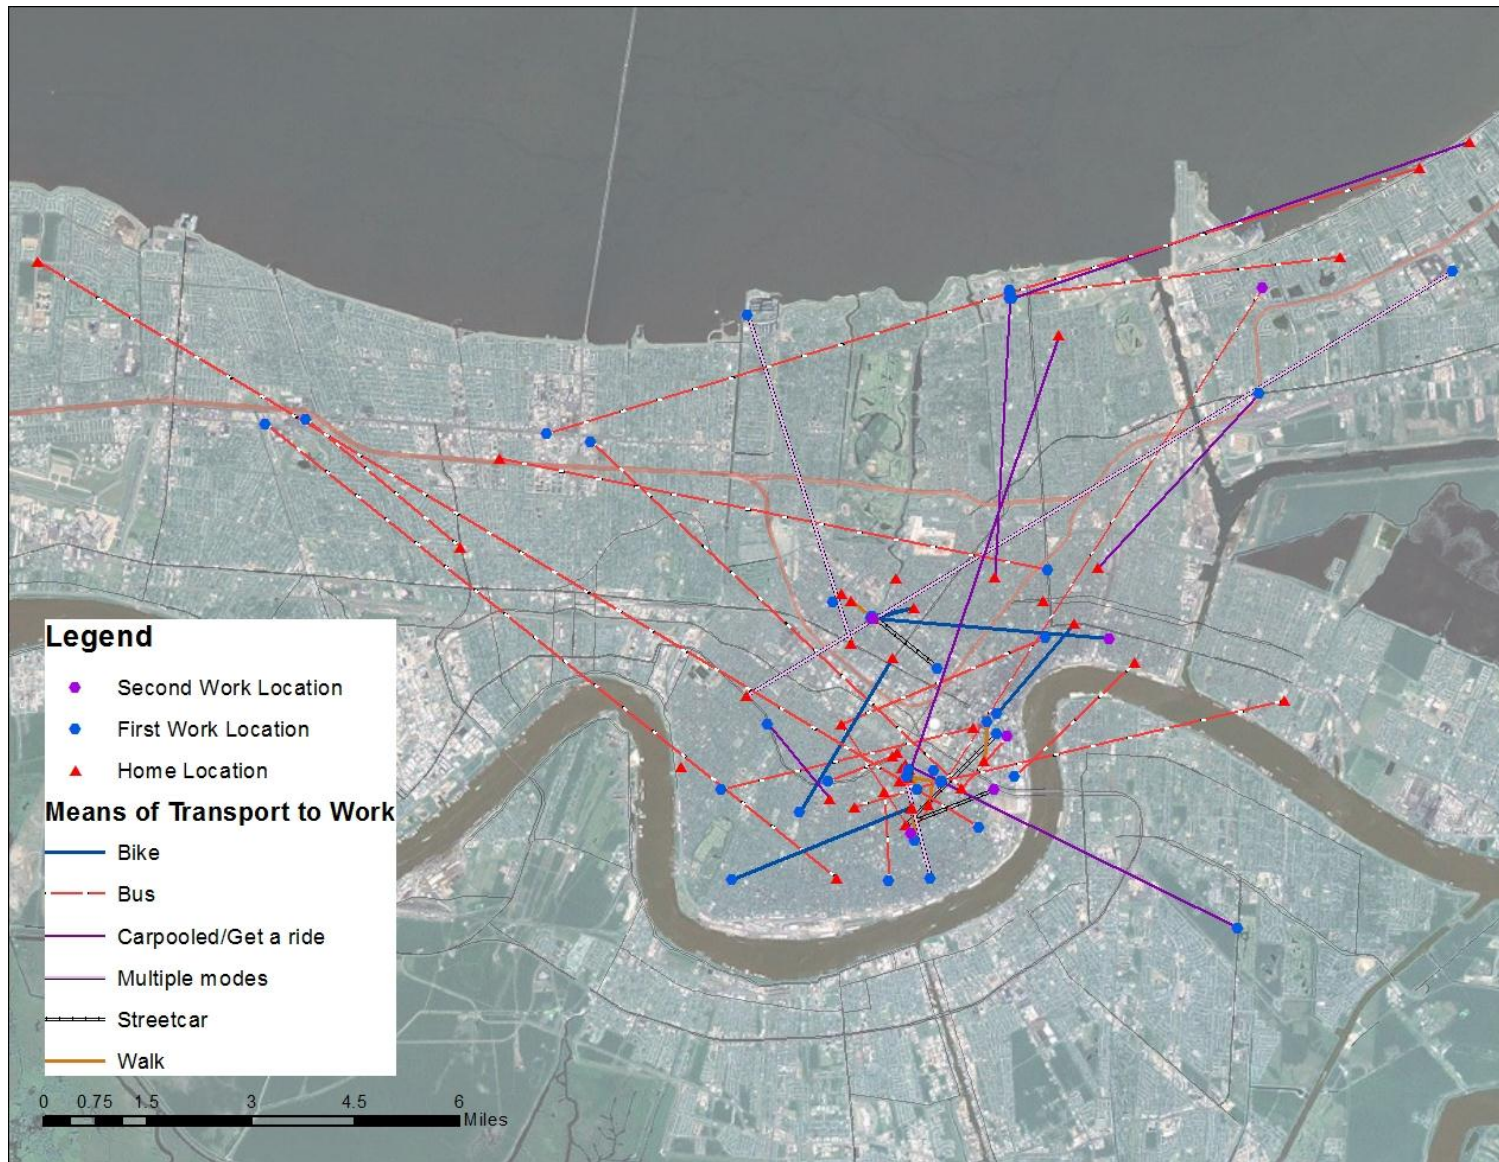 Legend
Second Work Location
First Work Location
Home Location
Means of Transport to Work
Bike
Bus
Carpooled/Get a ride
Multiple modes
Streetcar
Walk
0 0.75 1.5 3 4.5 6
Miles